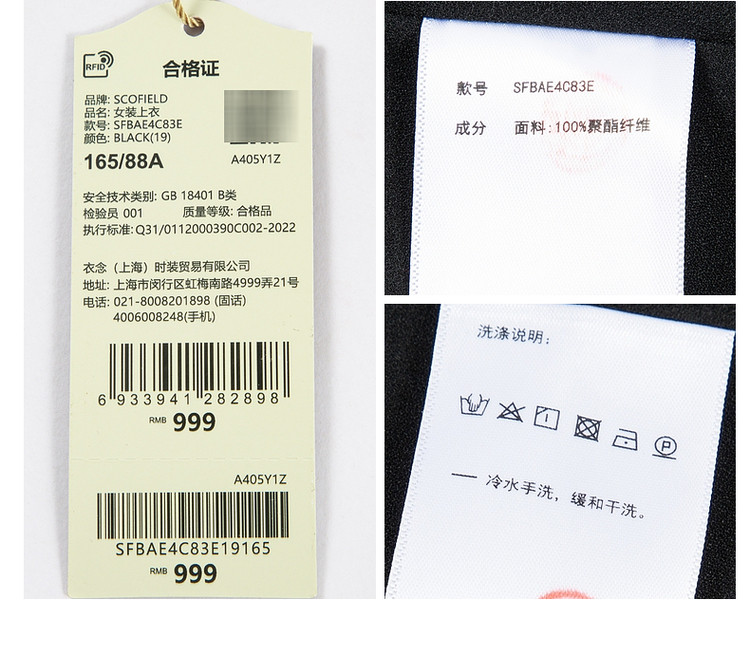 RFID
合格证
品牌: SCOFIELD
品名: 女装上衣
款号: SFBAE4C83E
颜色: BLACK(19)
165/88A
A405Y1Z
安全技术类别: GB 18401 B类
检验员 001 质量等级: 合格品
执行标准: Q31/0112000390C002-2022
衣念（上海）时装贸易有限公司
地址: 上海市闵行区虹梅南路4999弄21号
电话: 021-8008201898 (固话)
4006008248(手机)
6 933941 282898
RMB 999
A405Y1Z
SFBAE4C83E19165
RMB 999
款号 SFBAE4C83E
成分 面料:100%聚酯纤维
洗涤说明:
P
一 冷水手洗，缓和干洗。